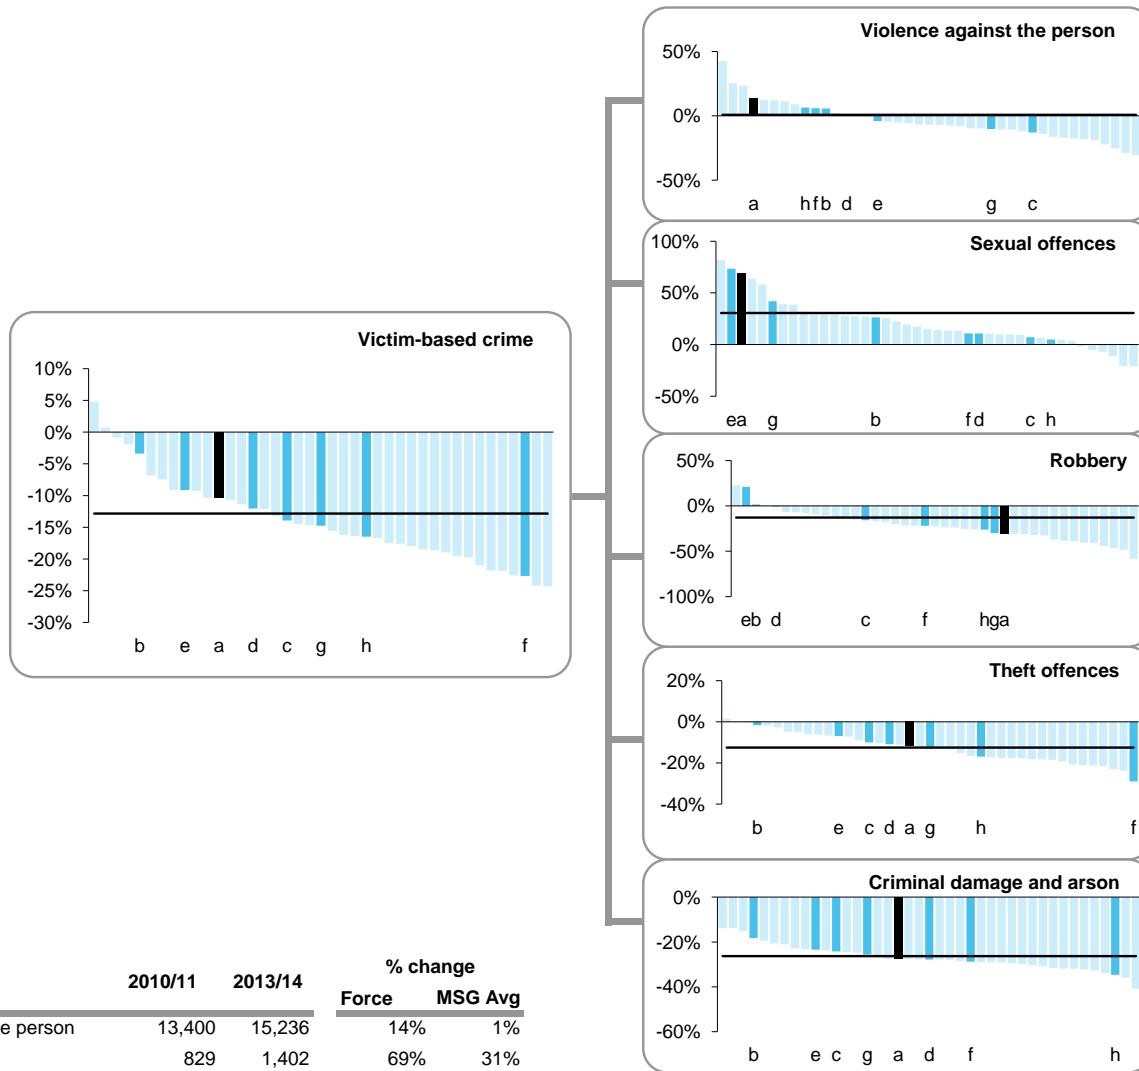 Violence against the person
50%
0%
-50%
a h f b d e g c
Sexual offences
100%
50%
0%
-50%
e a g b f d c h
Victim-based crime
10%
5%
0%
-5%
-10%
-15%
-20%
-25%
-30%
b e a d c g h f
Robbery
50%
0%
-50%
-100%
e b d c f h g a
Theft offences
20%
0%
-20%
-40%
b e c d a g h f
Criminal damage and arson
0%
-20%
-40%
-60%
b e c g a d f h
2010/11 2013/14 % change
Force MSG Avg
e person 13,400 15,236 14% 1%
829 1,402 69% 31%